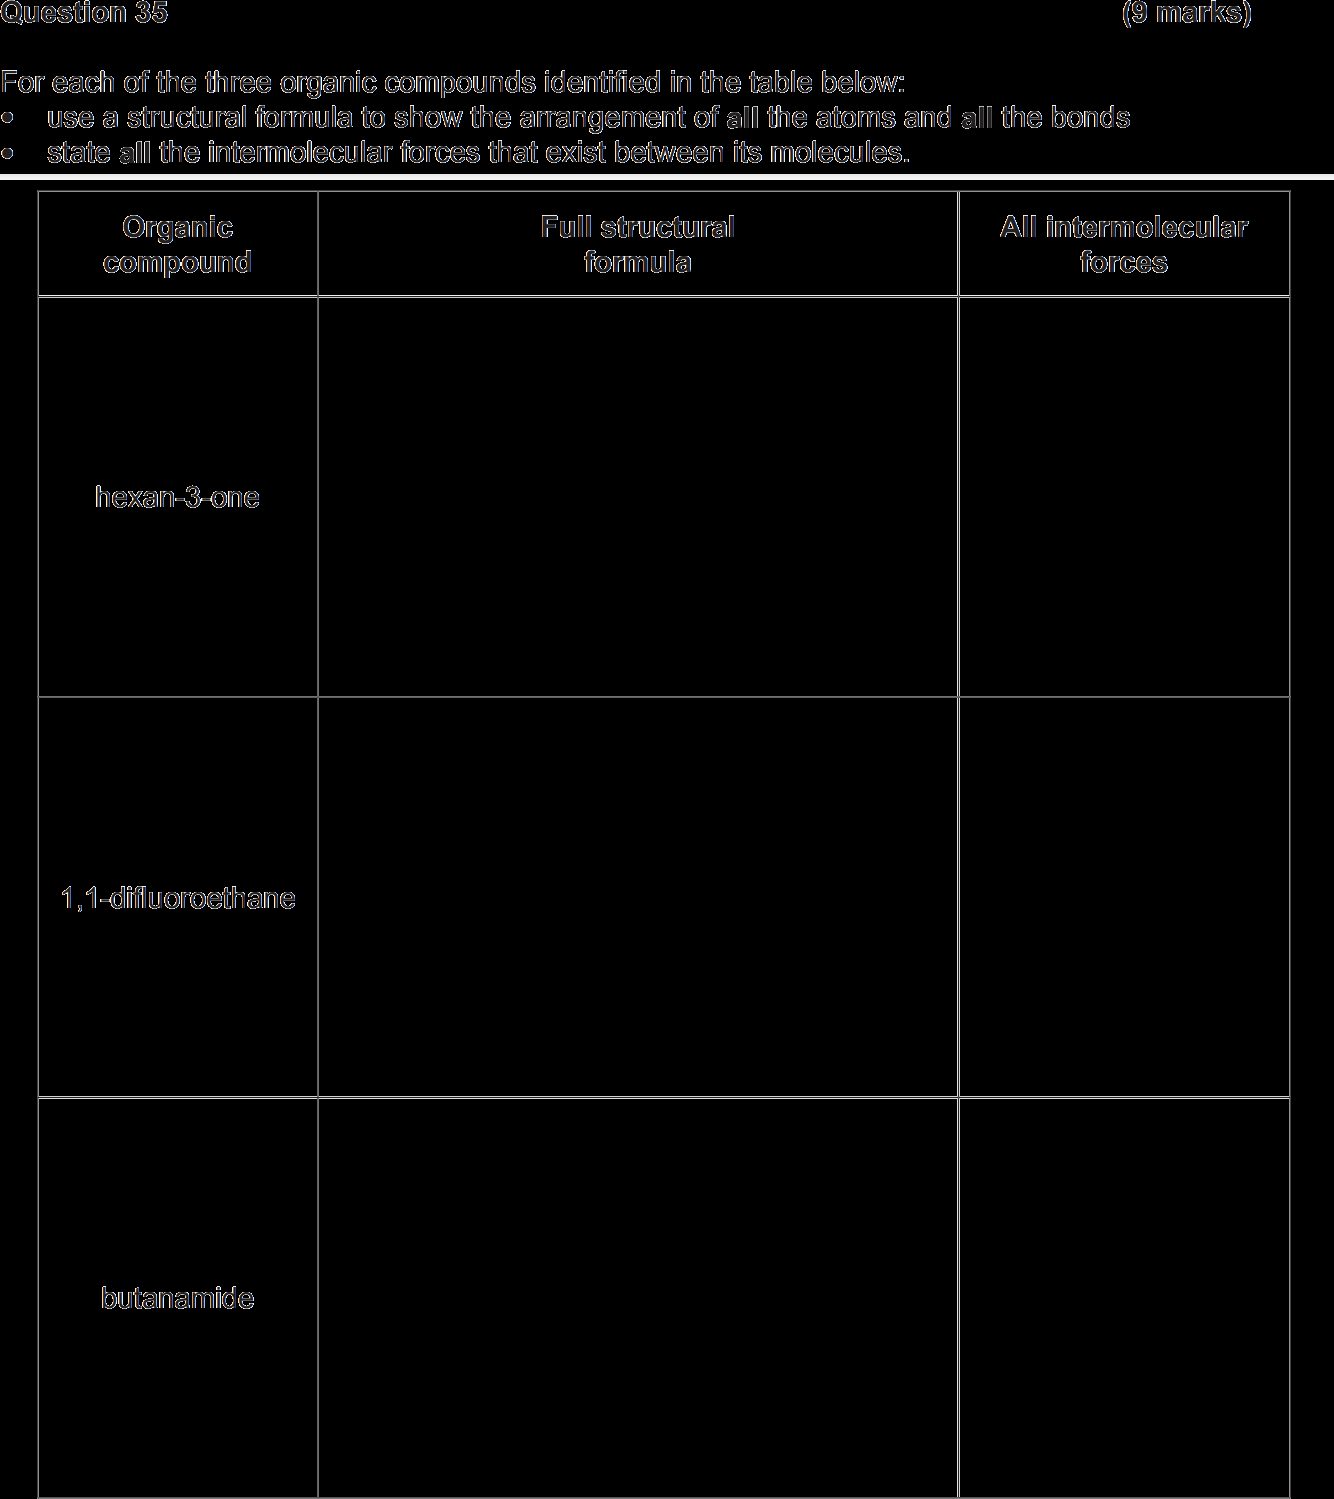 Question 35 (9 marks)
For each of the three organic compounds identified in the table below:
• use a structural formula to show the arrangement of all the atoms and all the bonds
• state all the intermolecular forces that exist between its molecules.
Organic compound
Full structural formula
All intermolecular forces
hexan-3-one
1,1-difluoroethane
butanamide